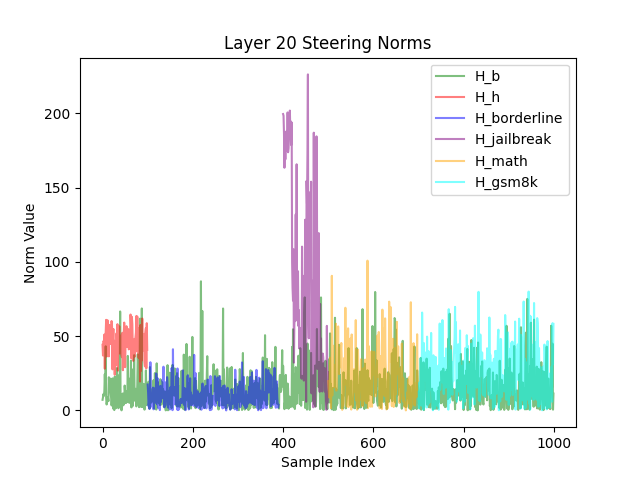 Layer 20 Steering Norms
H_b
H_h
H_borderline
H_jailbreak
H_math
H_gsm8k
200
150
100
50
0
Norm Value
0
200
400
600
800
1000
Sample Index